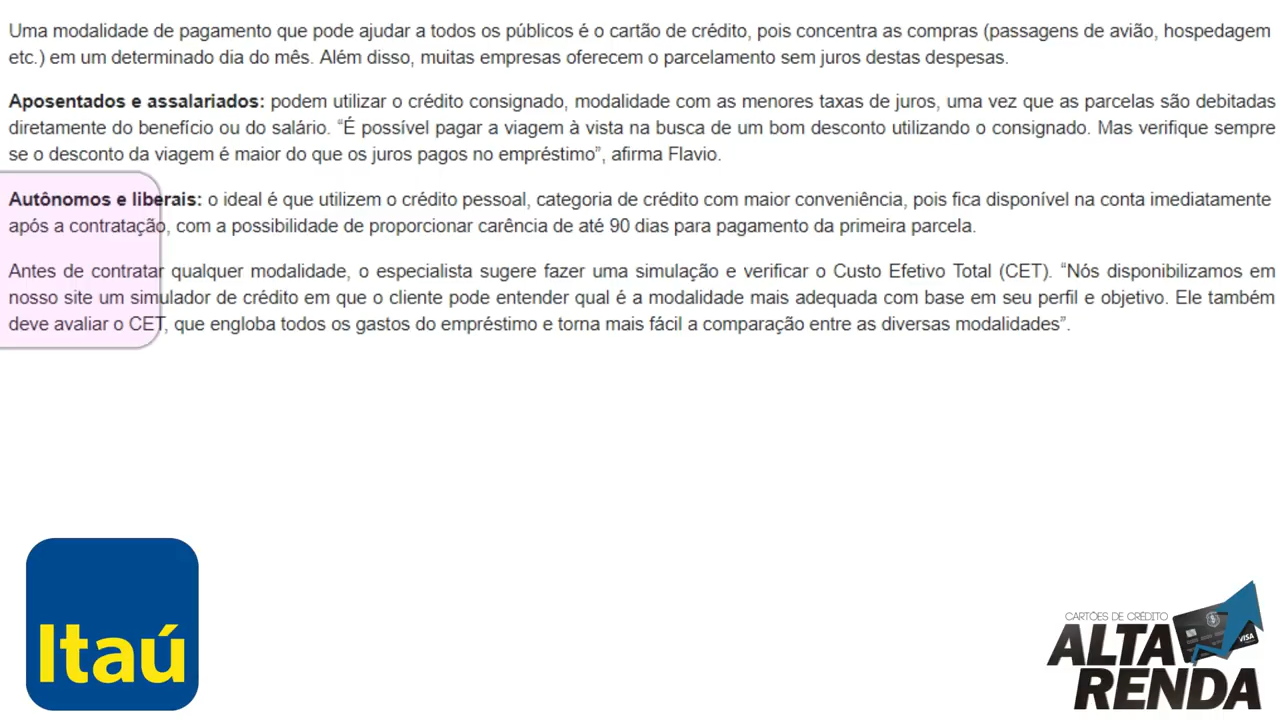 Uma modalidade de pagamento que pode ajudar a todos os públicos é o cartão de crédito, pois concentra as compras (passagens de avião, hospedagem
etc.) em um determinado dia do mês. Além disso, muitas empresas oferecem o parcelamento sem juros destas despesas.
Aposentados e assalariados: podem utilizar o crédito consignado, modalidade com as menores taxas de juros, uma vez que as parcelas são debitadas
diretamente do benefício ou do salário. “É possível pagar a viagem à vista na busca de um bom desconto utilizando o consignado. Mas verifique sempre
se o desconto da viagem é maior do que os juros pagos no empréstimo”, afirma Flavio.
Autônomos e liberais: o ideal é que utilizem o crédito pessoal, categoria de crédito com maior conveniência, pois fica disponível na conta imediatamente
após a contratação, com a possibilidade de proporcionar carência de até 90 dias para pagamento da primeira parcela.
Antes de contratar qualquer modalidade, o especialista sugere fazer uma simulação e verificar o Custo Efetivo Total (CET). “Nós disponibilizamos em
nosso site um simulador de crédito em que o cliente pode entender qual é a modalidade mais adequada com base em seu perfil e objetivo. Ele também
deve avaliar o CET, que engloba todos os gastos do empréstimo e torna mais fácil a comparação entre as diversas modalidades”.
Itaú
CARTÕES DE CRÉDITO
ALTA
VISA
RENDA